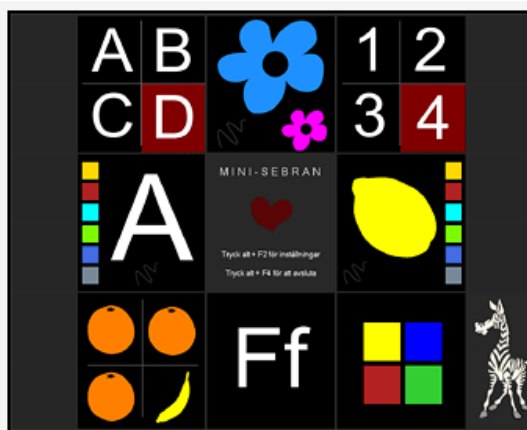 A B
C D
1 2
3 4
A
MINI-SEBRAN
Tryck alt + F2 för inställningar
Tryck alt + F4 för att avsluta
Ff